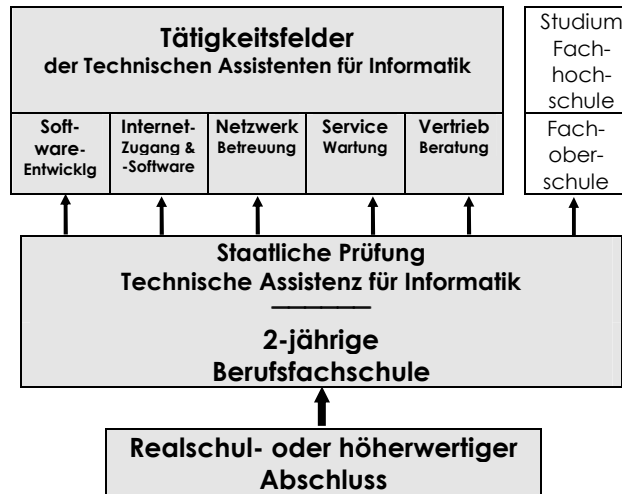 Tätigkeitsfelder
der Technischen Assistenten für Informatik
Soft-
ware-
Entwicklg
Internet-
Zugang &
-Software
Netzwerk
Betreuung
Service
Wartung
Vertrieb
Beratung
Studium
Fach-
hoch-
schule
Fach-
ober-
schule
Staatliche Prüfung
Technische Assistenz für Informatik
2-jährige
Berufsfachschule
Realschul- oder höherwertiger
Abschluss